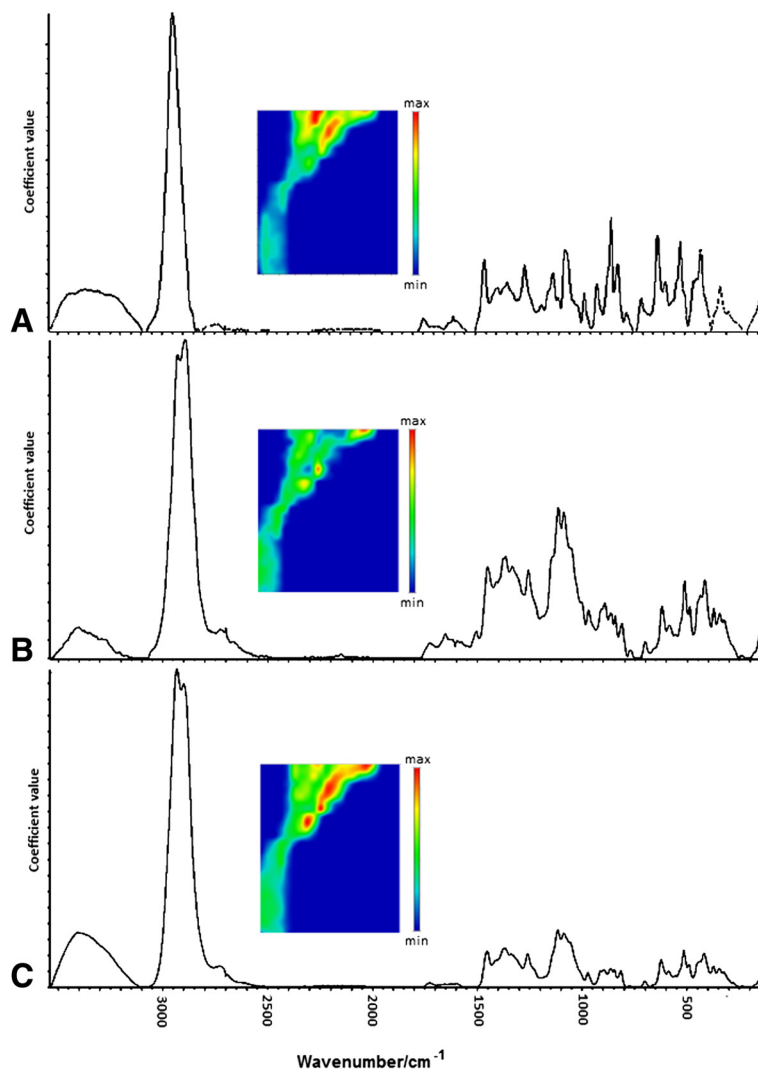 Coefficient value
max
min
A
Coefficient value
max
min
B
Coefficient value
max
min
C
3000
2500
2000
1500
1000
500
Wavenumber/cm-1